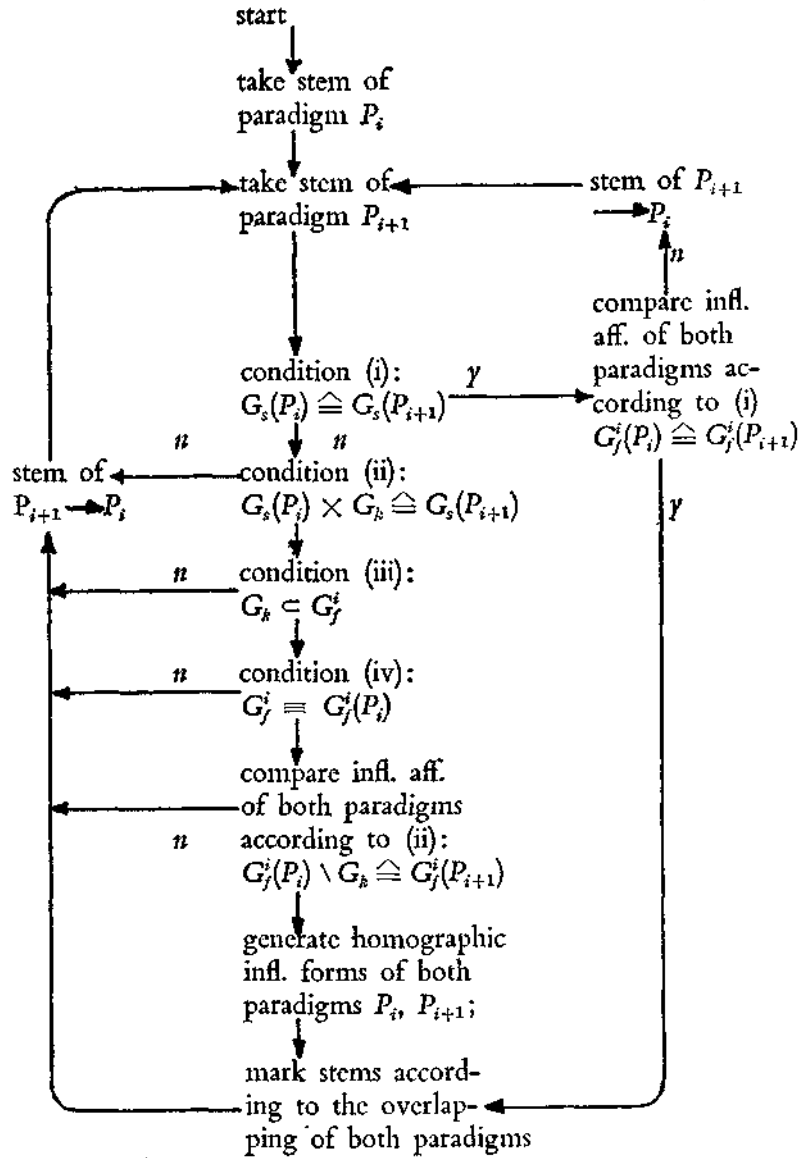 start
take stem of
paradigm P_i
take stem of
paradigm P_{i+1}
stem of P_{i+1}
P_i
n
compare infl.
aff. of both
paradigms ac-
cording to (i)
G_f^i(P_i) ≙ G_f^i(P_{i+1})
y
condition (i):
G_s(P_i) ≙ G_s(P_{i+1})
y
n
n
condition (ii):
G_s(P_i) × G_k ≙ G_s(P_{i+1})
stem of
P_{i+1} → P_i
n
condition (iii):
G_k ⊂ G_f^i
n
condition (iv):
G_f^i ≡ G_f^i(P_i)
compare infl. aff.
of both paradigms
n
according to (ii):
G_f^i(P_i) \ G_k ≙ G_f^i(P_{i+1})
generate homographic
infl. forms of both
paradigms P_i, P_{i+1};
mark stems accord-
ing to the overlap-
ping of both paradigms